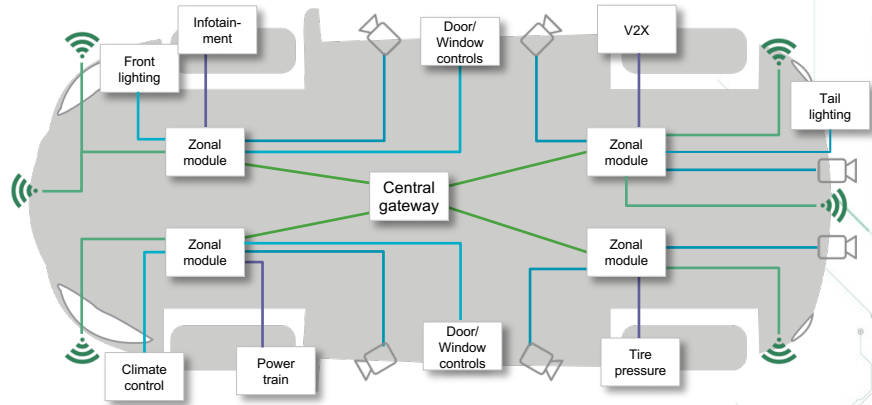 Infotain-
ment
Front
lighting
Door/
Window
controls
V2X
Tail
lighting
Zonal
module
Zonal
module
Central
gateway
Zonal
module
Zonal
module
Climate
control
Power
train
Door/
Window
controls
Tire
pressure